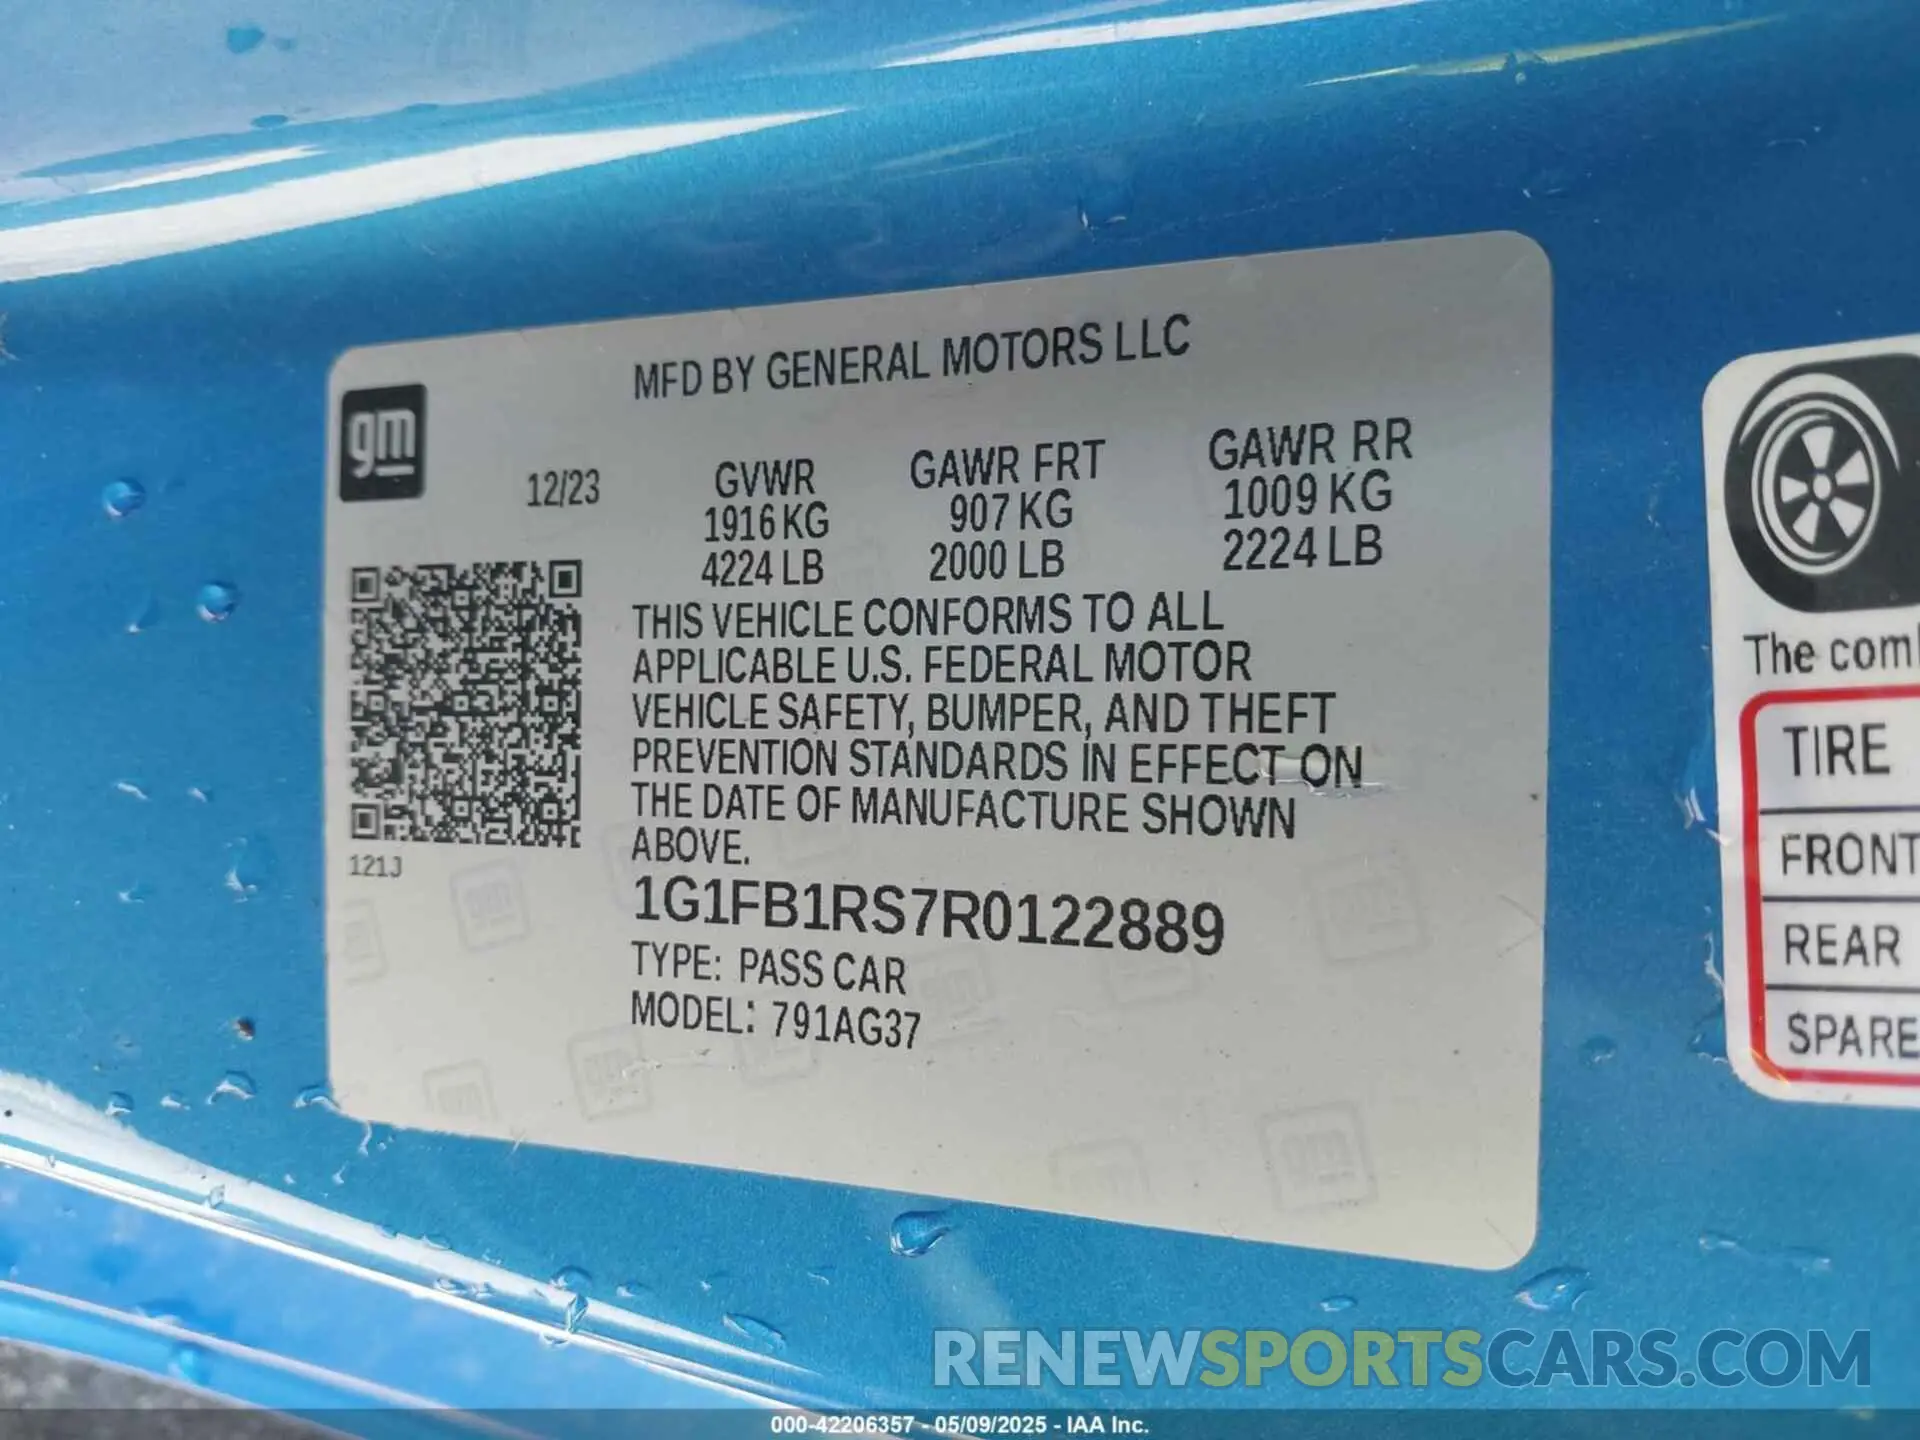 MFD BY GENERAL MOTORS LLC
gm
12/23
GVWR GAWR FRT GAWR RR
1916 KG 907 KG 1009 KG
4224 LB 2000 LB 2224 LB
THIS VEHICLE CONFORMS TO ALL
APPLICABLE U.S. FEDERAL MOTOR
VEHICLE SAFETY, BUMPER, AND THEFT
PREVENTION STANDARDS IN EFFECT ON
THE DATE OF MANUFACTURE SHOWN
ABOVE.
121J
1G1FB1RS7R0122889
TYPE: PASS CAR
MODEL: 791AG37
The
TIRE
FRONT
REAR
SPARE
RENEWSPORTSCARS.COM
000-42206357 - 05/09/2025 - IAA Inc.